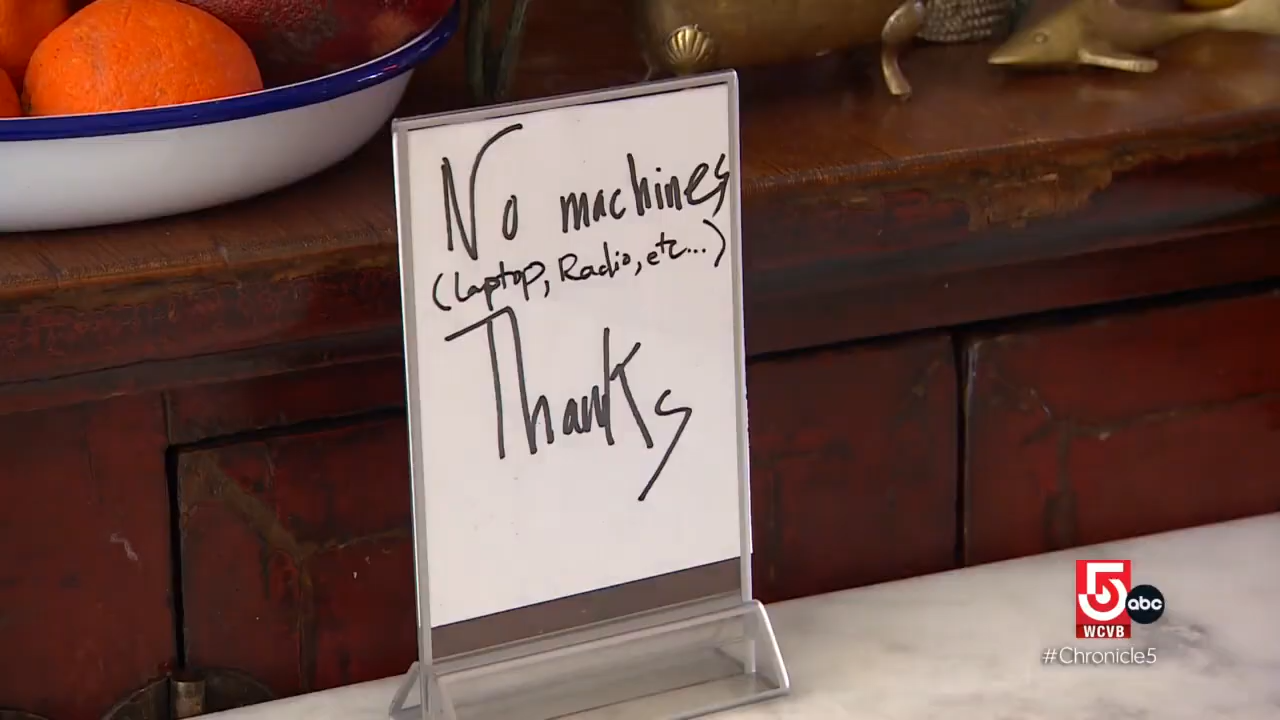 No machines
(Laptop, Radio, etc...)
Thanks
5 abc
WCVB
#Chronicle5